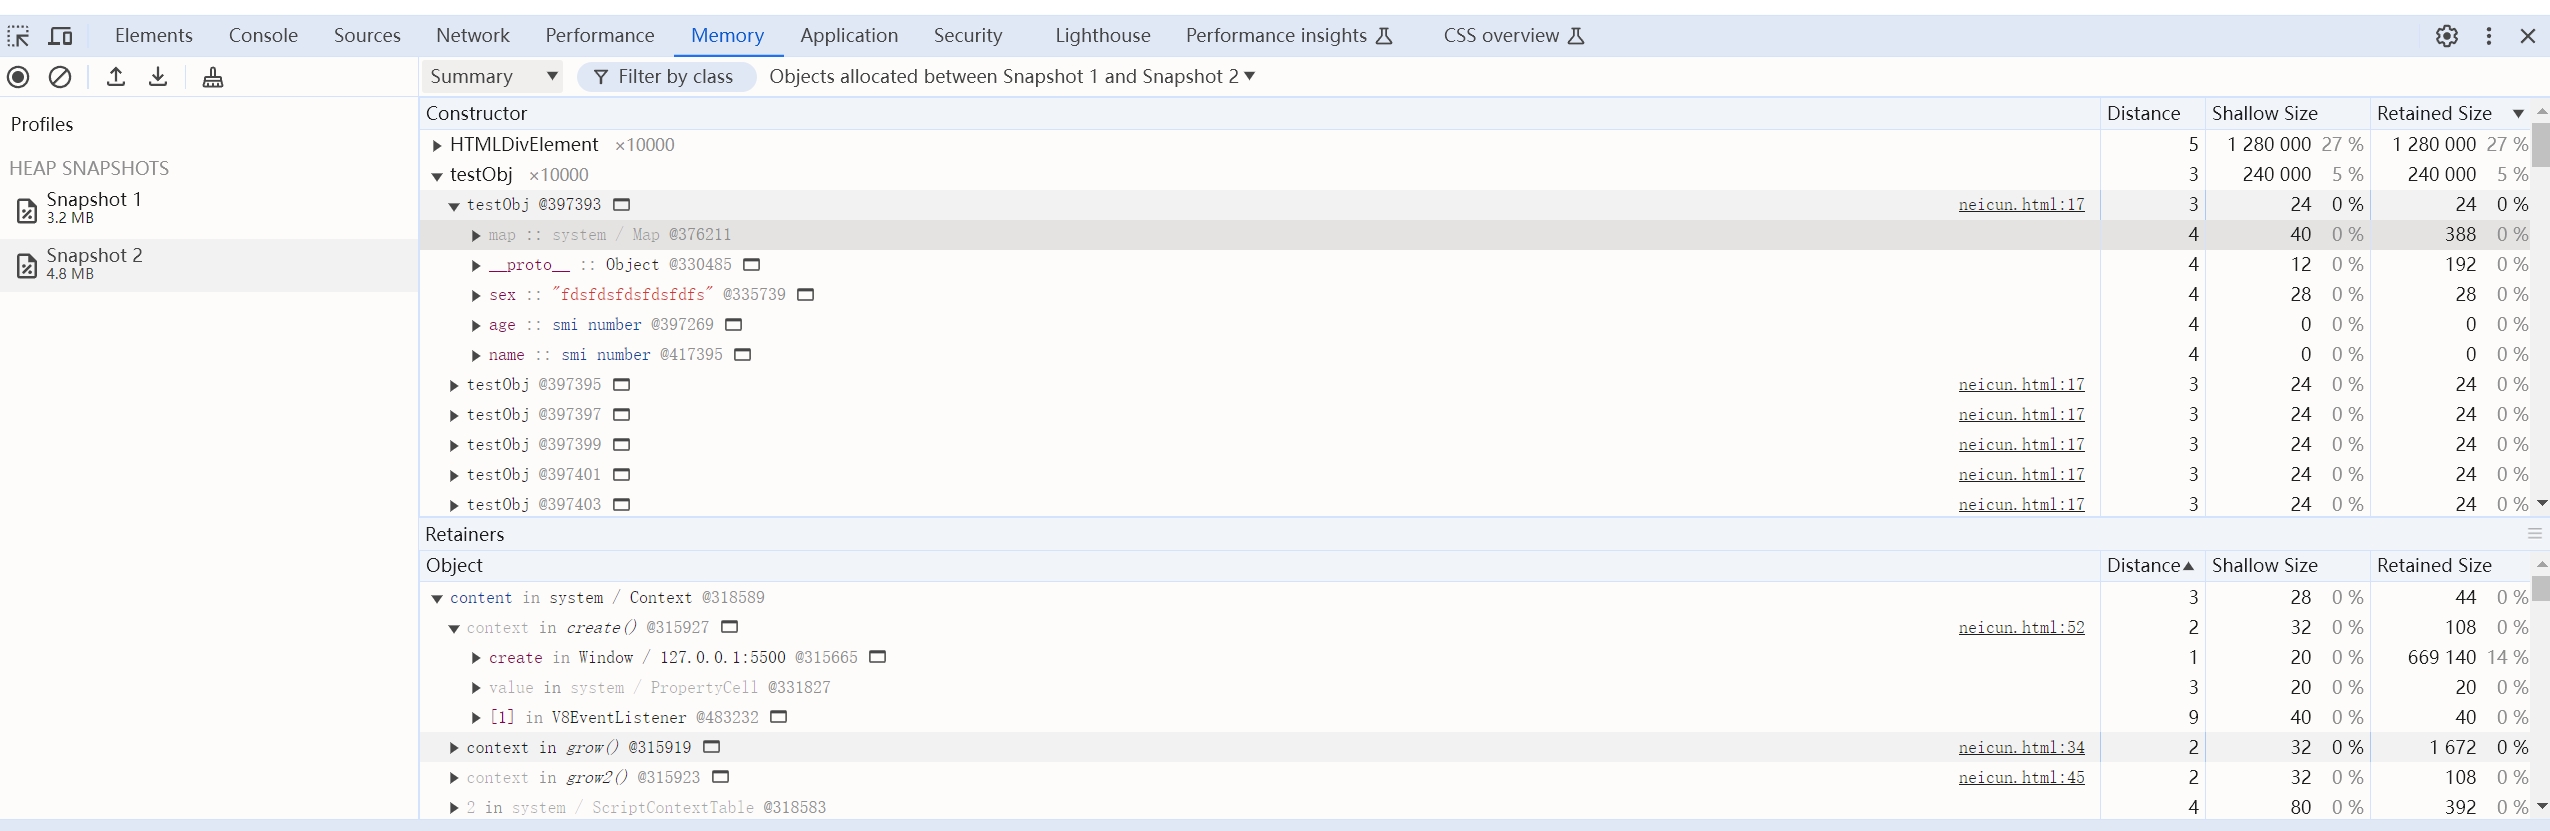 Elements Console Sources Network Performance Memory Application Security Lighthouse Performance insights CSS overview
Summary ▼ Filter by class Objects allocated between Snapshot 1 and Snapshot 2 ▼
Profiles
HEAP SNAPSHOTS
Snapshot 1
3.2 MB
Snapshot 2
4.8 MB
Constructor Distance Shallow Size Retained Size ▼
HTMLDivElement ×10000 5 1 280 000 27 % 1 280 000 27 %
testObj ×10000 3 240 000 5 % 240 000 5 %
testObj @397393 neicun.html:17 3 24 0 % 24 0 %
map :: system / Map @376211 4 40 0 % 388 0 %
__proto__ :: Object @330485 4 12 0 % 192 0 %
sex :: "fdsfdsfdsfdsfdfs" @335739 4 28 0 % 28 0 %
age :: smi number @397269 4 0 0 % 0 0 %
name :: smi number @417395 4 0 0 % 0 0 %
testObj @397395 neicun.html:17 3 24 0 % 24 0 %
testObj @397397 neicun.html:17 3 24 0 % 24 0 %
testObj @397399 neicun.html:17 3 24 0 % 24 0 %
testObj @397401 neicun.html:17 3 24 0 % 24 0 %
testObj @397403 neicun.html:17 3 24 0 % 24 0 %
Retainers
Object Distance▲ Shallow Size Retained Size
content in system / Context @318589 3 28 0 % 44 0 %
context in create() @315927 neicun.html:52 2 32 0 % 108 0 %
create in Window / 127.0.0.1:5500 @315665 1 20 0 % 669 140 14 %
value in system / PropertyCell @331827 3 20 0 % 20 0 %
[1] in V8EventListener @483232 9 40 0 % 40 0 %
context in grow() @315919 neicun.html:34 2 32 0 % 1 672 0 %
context in grow2() @315923 neicun.html:45 2 32 0 % 108 0 %
2 in system / ScriptContextTable @318583 4 80 0 % 392 0 %